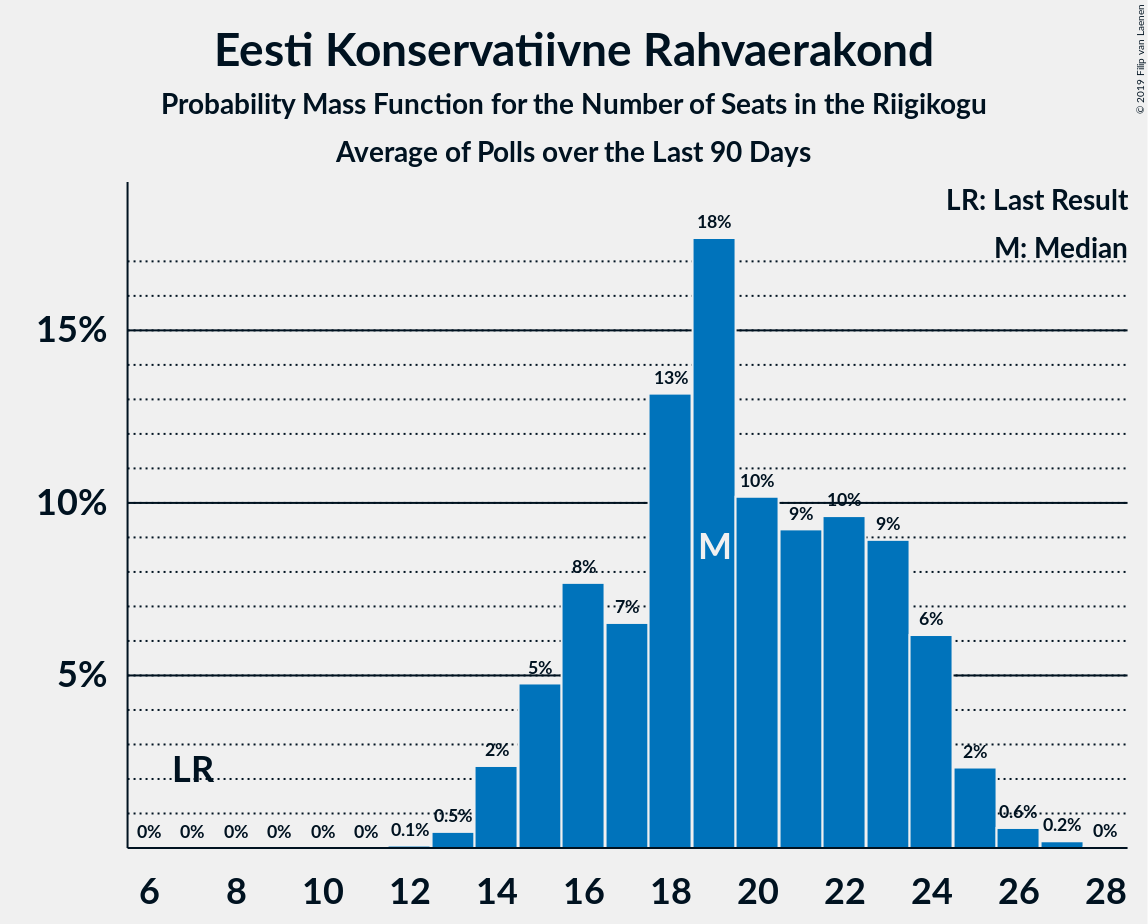 Eesti Konservatiivne Rahvaerakond
Probability Mass Function for the Number of Seats in the Riigikogu
Average of Polls over the Last 90 Days
© 2019 Filip van Laenen
LR: Last Result
M: Median
15%
10%
5%
0%
0%
0%
0%
0%
0%
0.1%
0.5%
2%
5%
8%
7%
13%
18%
10%
9%
10%
9%
6%
2%
0.6%
0.2%
0%
LR
M
6 8 10 12 14 16 18 20 22 24 26 28